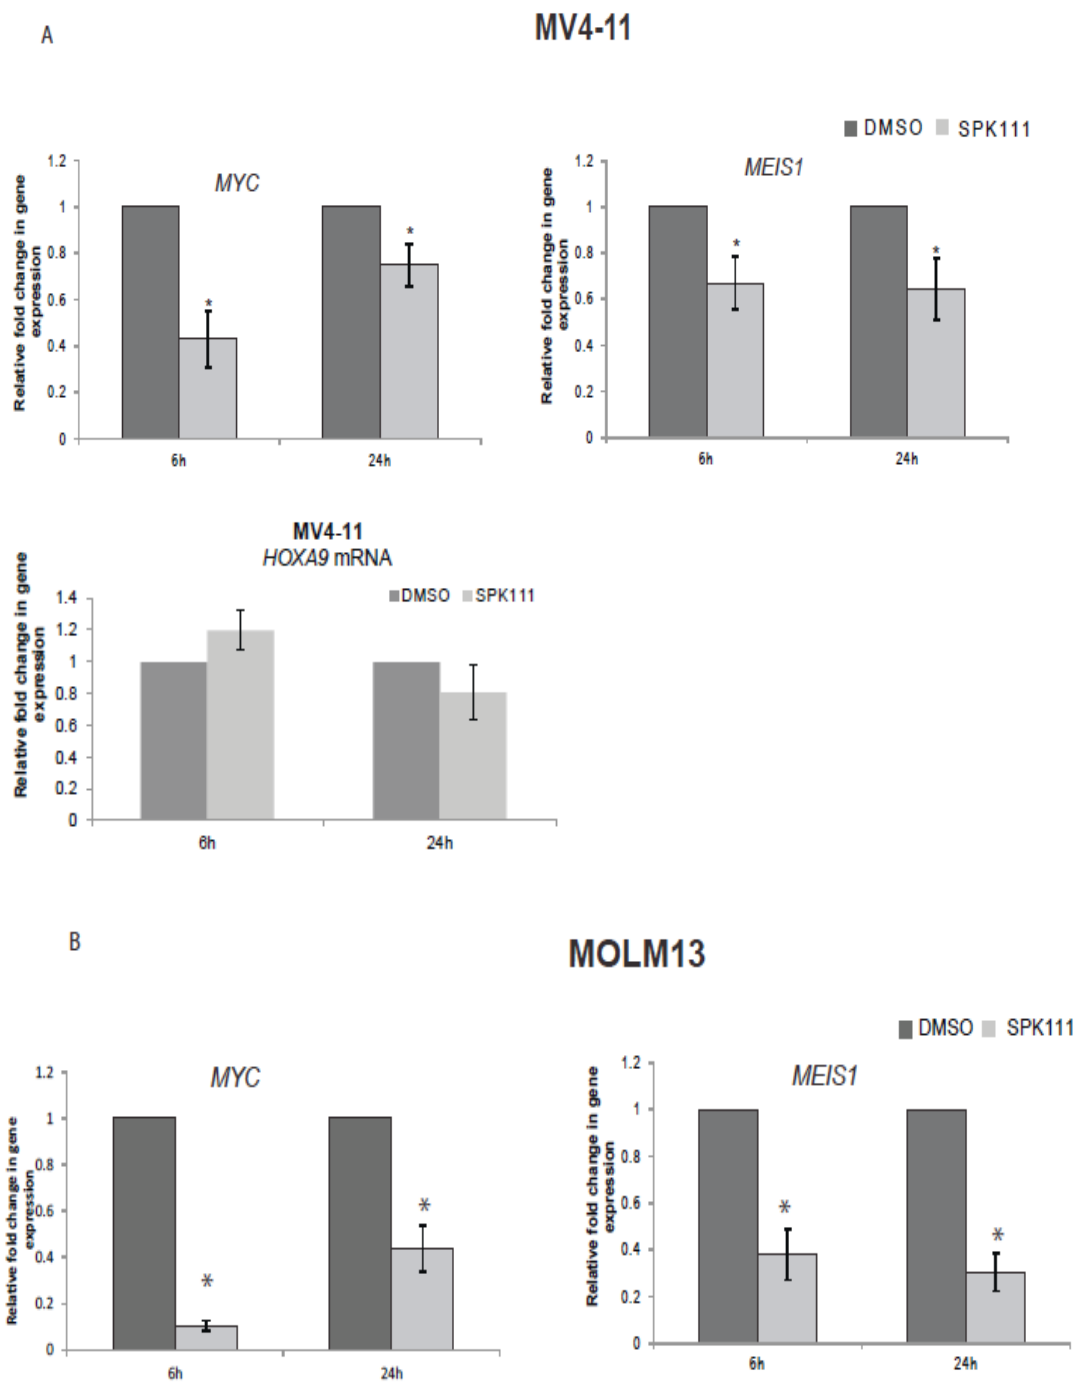 A
MV4-11
DMSO SPK111
MYC
Relative fold change in gene
expression
1.2
1
0.8
0.6
0.4
0.2
0
*
*
6h
24h
MEIS1
Relative fold change in gene
expression
1.2
1
0.8
0.6
0.4
0.2
0
*
*
6h
24h
MV4-11
HOXA9 mRNA
DMSO SPK111
Relative fold change in gene
expression
1.4
1.2
1
0.8
0.6
0.4
0.2
0
6h
24h
B
MOLM13
DMSO SPK111
MYC
Relative fold change in gene
expression
1.2
1
0.8
0.6
0.4
0.2
0
*
*
6h
24h
MEIS1
Relative fold change in gene
expression
1.2
1
0.8
0.6
0.4
0.2
0
*
*
6h
24h